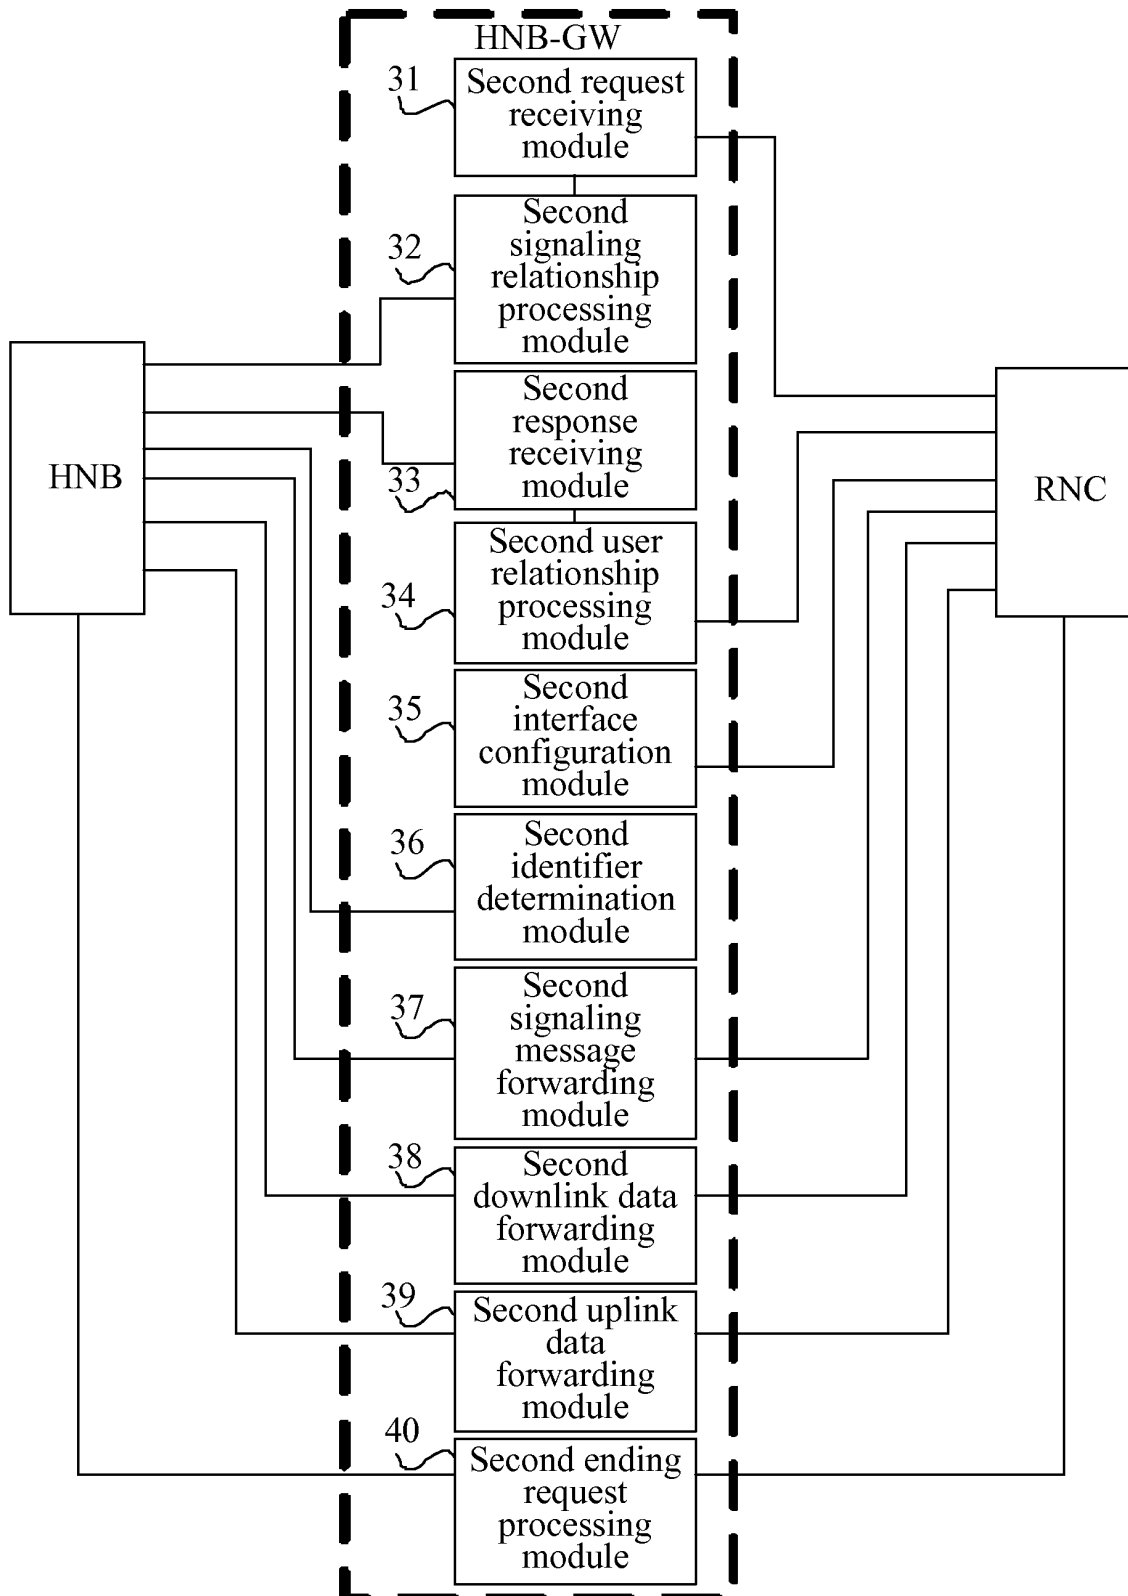 HNB-GW
31
Second request
receiving
module
32
Second
signaling
relationship
processing
module
33
Second
response
receiving
module
HNB
RNC
34
Second user
relationship
processing
module
35
Second
interface
configuration
module
36
Second
identifier
determination
module
37
Second
signaling
message
forwarding
module
38
Second
downlink data
forwarding
module
39
Second uplink
data
forwarding
module
40
Second ending
request
processing
module